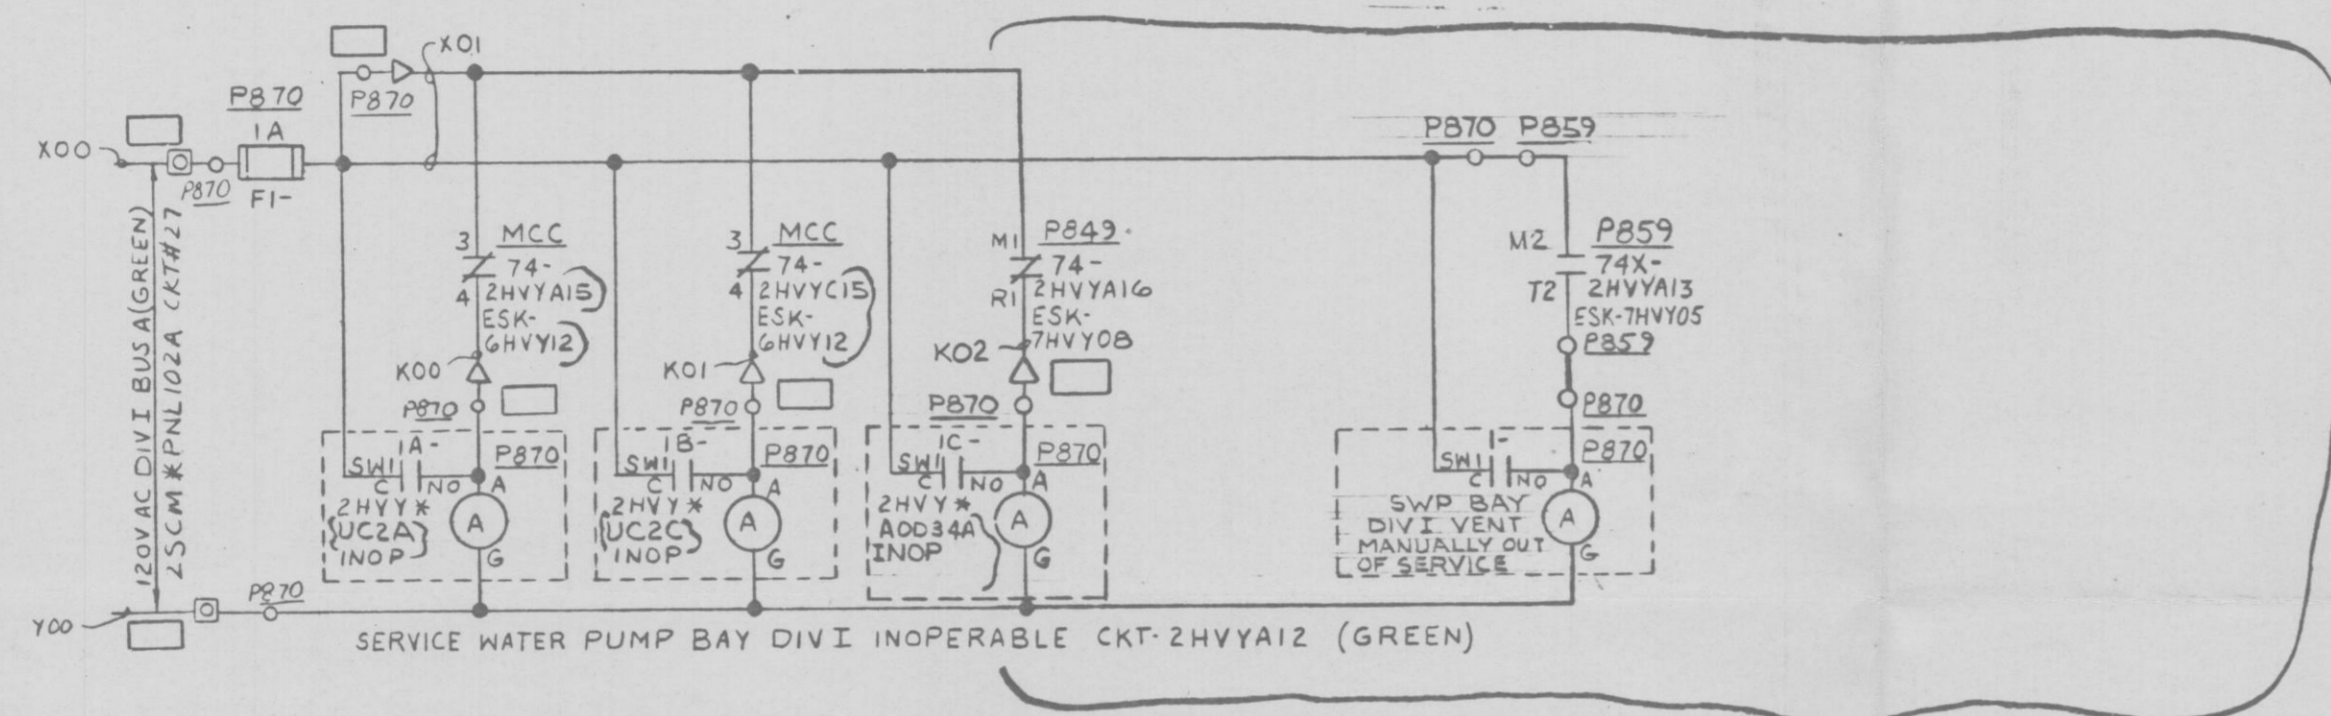 X01
P870
P870
1A
F1-
X00
P870
120V AC DIV I BUS A (GREEN)
2SCM*PNL102A CKT#27
P870 P859
3 MCC
74-
4 2HVYA15
ESK-
6HVY12
K00
P870
3 MCC
74-
4 2HVYC15
ESK-
6HVY12
K01
P870
M1 P849
74-
R1 2HVYA16
ESK-
7HVY08
K02
P870
M2 P859
74X-
T2 2HVYA13
ESK-7HVY05
P859
P870
1A-
P870
SW1
C NO A
2HVY*
UC2A
INOP
A
G
1B-
P870
SW1
C NO A
2HVY*
UC2C
INOP
A
G
1C-
P870
SW1
C NO A
2HVY*
AOD34A
INOP
A
G
1-
P870
SW1
C NO A
SWP BAY
DIV I VENT
MANUALLY OUT
OF SERVICE
A
G
P870
Y00
SERVICE WATER PUMP BAY DIV I INOPERABLE CKT-2HVYA12 (GREEN)